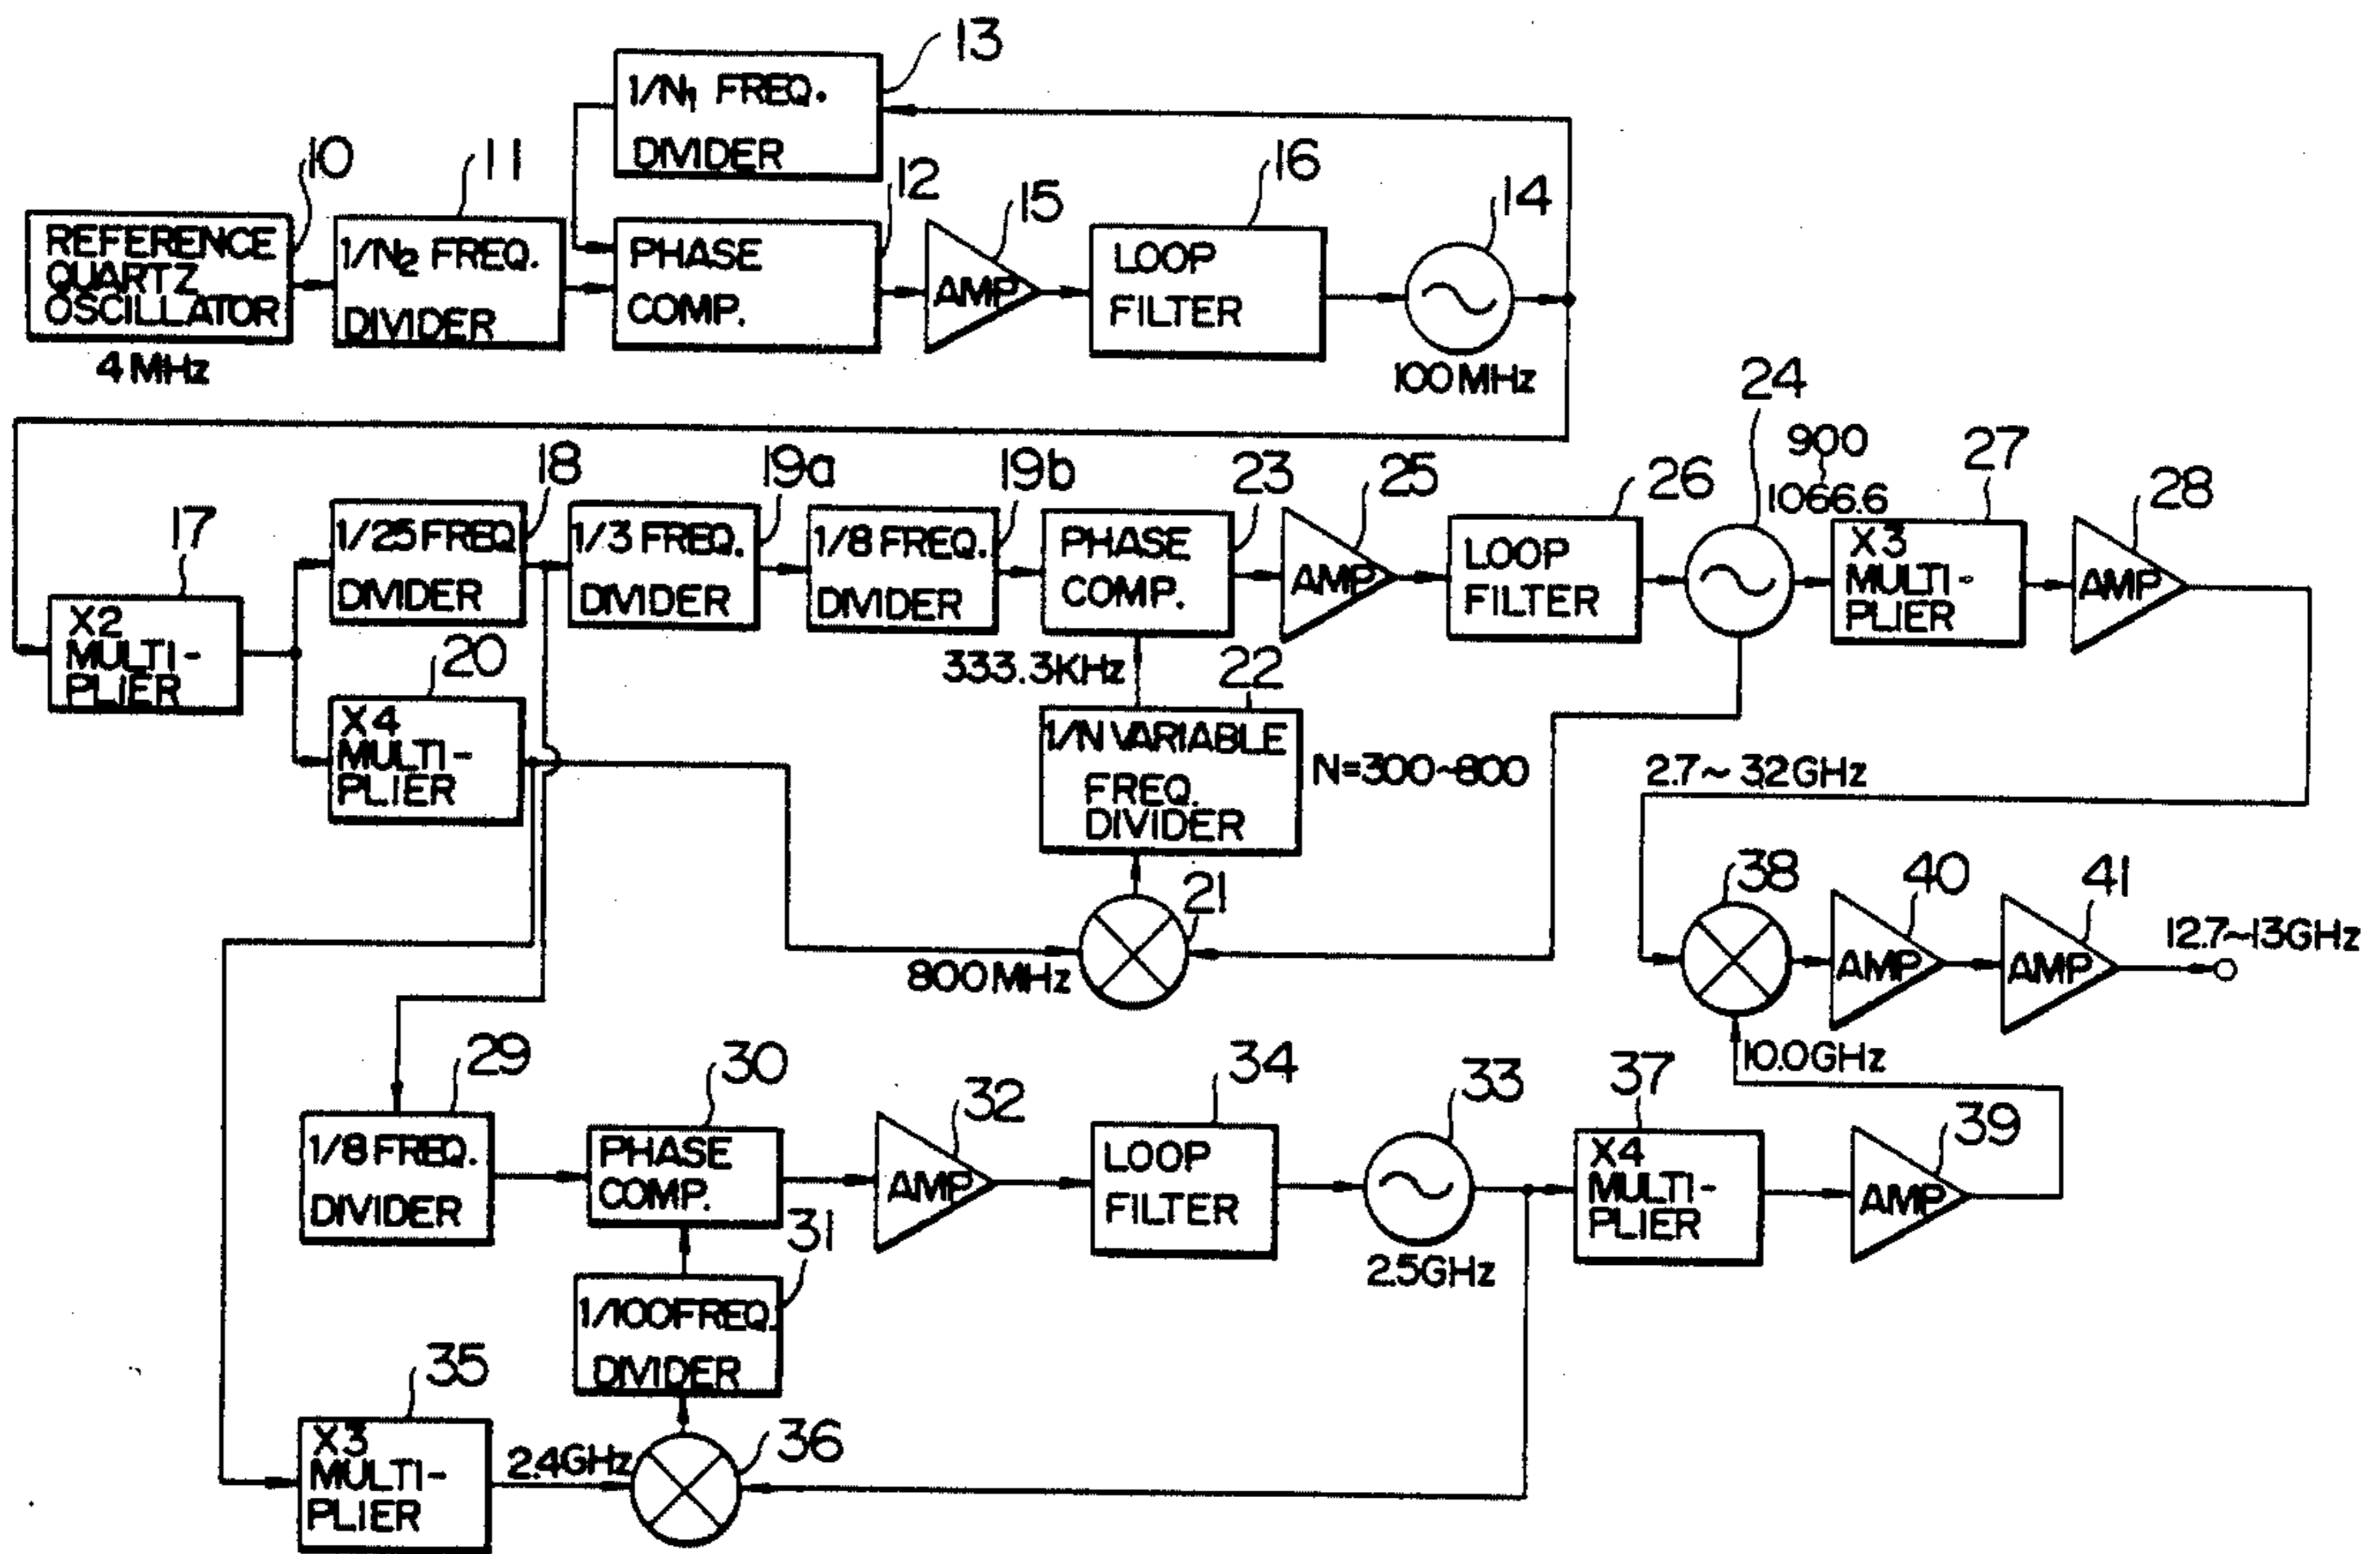 13
1/N1 FREQ.
DIVIDER
10
11
12
15
16
14
REFERENCE
QUARTZ
OSCILLATOR
4 MHz
1/N2 FREQ.
DIVIDER
PHASE
COMP.
AMP
LOOP
FILTER
100 MHz
24
17
18
19a
19b
23
25
26
900
1066.6
27
28
1/25 FREQ
DIVIDER
1/3 FREQ.
DIVIDER
1/8 FREQ.
DIVIDER
PHASE
COMP.
AMP
LOOP
FILTER
X3
MULTI-
PLIER
AMP
X2
MULTI-
PLIER
20
333.3KHz
22
X4
MULTI-
PLIER
1/N VARIABLE
FREQ.
DIVIDER
N=300~800
2.7~3.2GHz
21
800 MHz
38
40
41
AMP
AMP
12.7~13GHz
10.0GHz
29
30
32
34
33
37
39
1/8 FREQ.
DIVIDER
PHASE
COMP.
AMP
LOOP
FILTER
2.5GHz
X4
MULTI-
PLIER
AMP
31
1/100 FREQ.
DIVIDER
35
X3
MULTI-
PLIER
2.4GHz
36